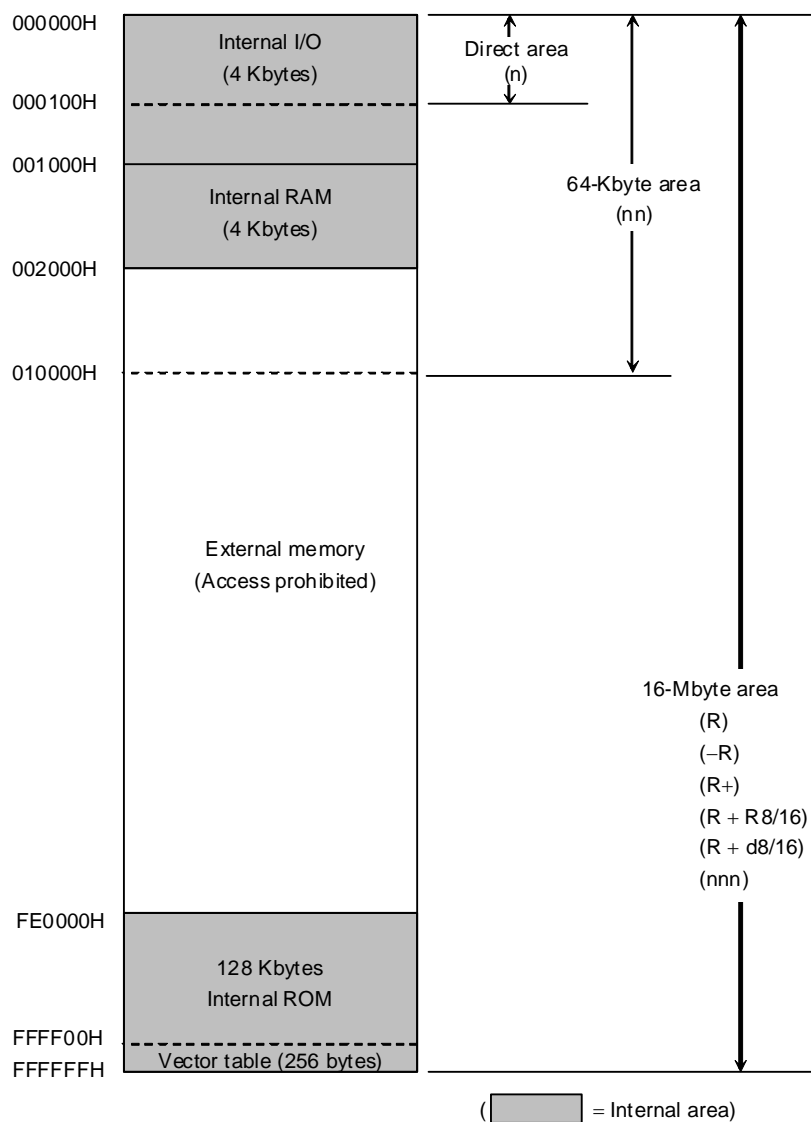 000000H
Internal I/O
(4 Kbytes)
Direct area
(n)
000100H
001000H
Internal RAM
(4 Kbytes)
64-Kbyte area
(nn)
002000H
010000H
External memory
(Access prohibited)
16-Mbyte area
(R)
(−R)
(R+)
(R + R8/16)
(R + d8/16)
(nnn)
FE0000H
128 Kbytes
Internal ROM
FFFF00H
Vector table (256 bytes)
FFFFFFH
( = Internal area)